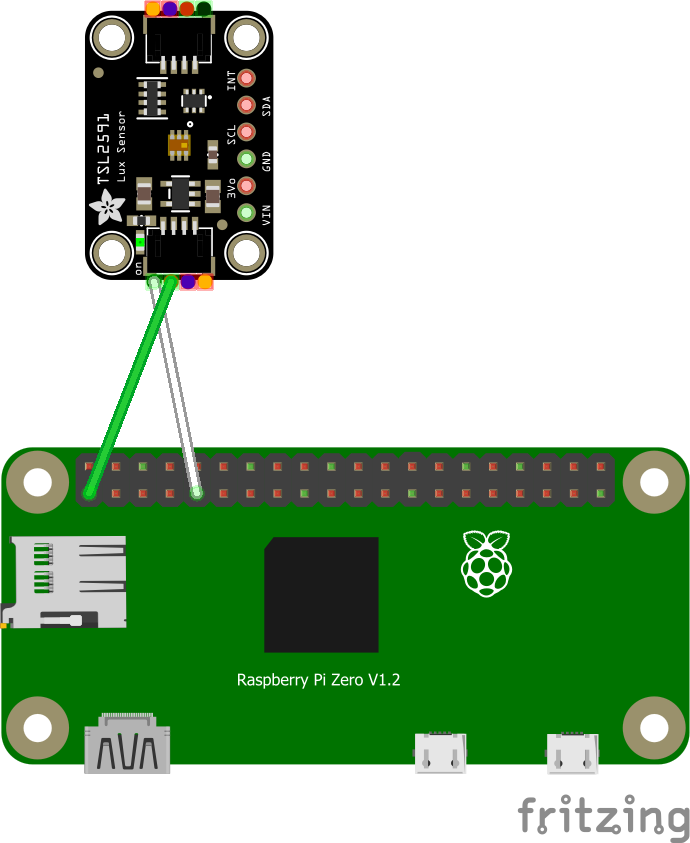 INT
SDA
SCL
GND
3Vo
VIN
TSL2591
Lux Sensor
on
Raspberry Pi Zero V1.2
fritzing